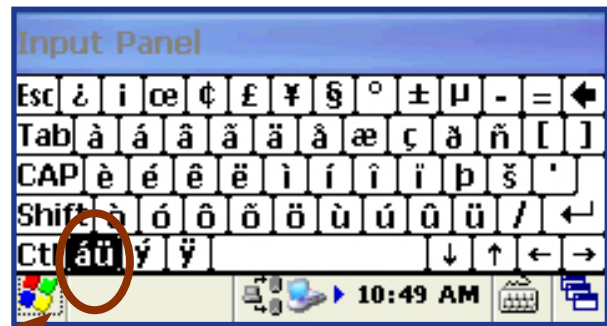 Input Panel
Esc ¿ ¡ œ ¢ £ ¥ § ° ± µ - =
Tab à á â ã ä å æ ç ð ñ [ ]
CAP è é ê ë ì í î ï þ š '
Shift ò ó ô õ ö ù ú û ü /
Ctl áü ý ÿ ↓ ↑ ← →
10:49 AM